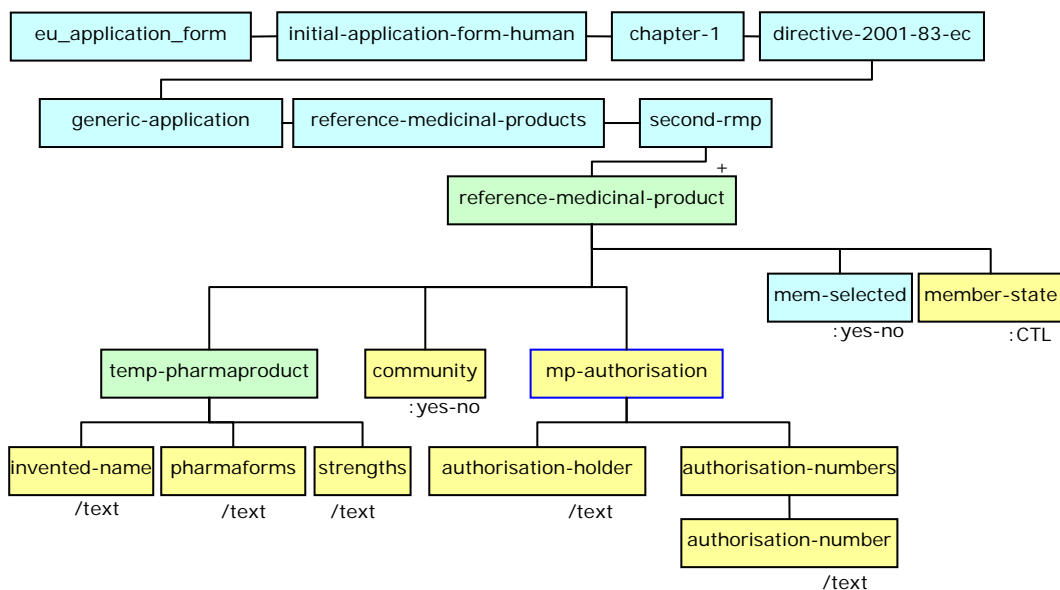 eu_application_form
initial-application-form-human
chapter-1
directive-2001-83-ec
generic-application
reference-medicinal-products
second-rmp
+
reference-medicinal-product
mem-selected
member-state
:yes-no
:CTL
temp-pharmaproduct
community
mp-authorisation
:yes-no
invented-name
pharmaforms
strengths
authorisation-holder
authorisation-numbers
/text
/text
/text
/text
authorisation-number
/text